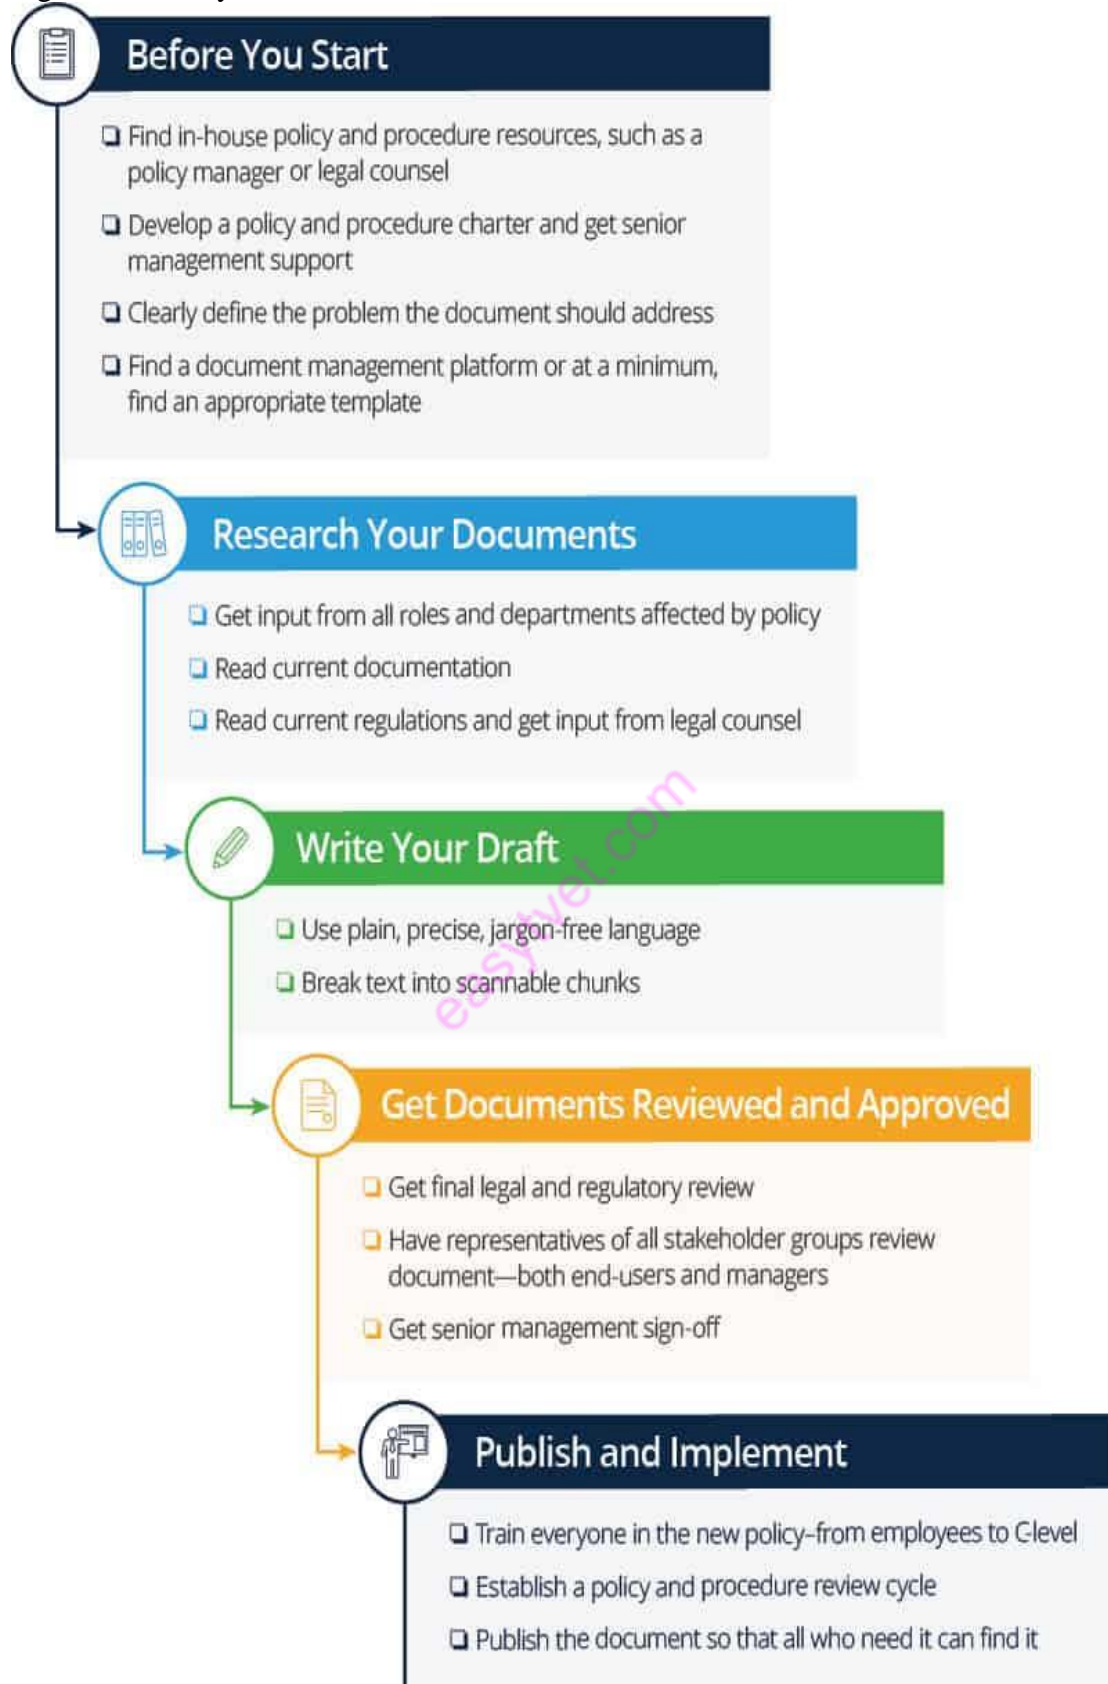 Before You Start
Find in-house policy and procedure resources, such as a
policy manager or legal counsel
Develop a policy and procedure charter and get senior
management support
Clearly define the problem the document should address
Find a document management platform or at a minimum,
find an appropriate template
Research Your Documents
Get input from all roles and departments affected by policy
Read current documentation
Read current regulations and get input from legal counsel
Write Your Draft
Use plain, precise, jargon-free language
Break text into scannable chunks
easytvet.com
Get Documents Reviewed and Approved
Get final legal and regulatory review
Have representatives of all stakeholder groups review
document—both end-users and managers
Get senior management sign-off
Publish and Implement
Train everyone in the new policy–from employees to C-level
Establish a policy and procedure review cycle
Publish the document so that all who need it can find it